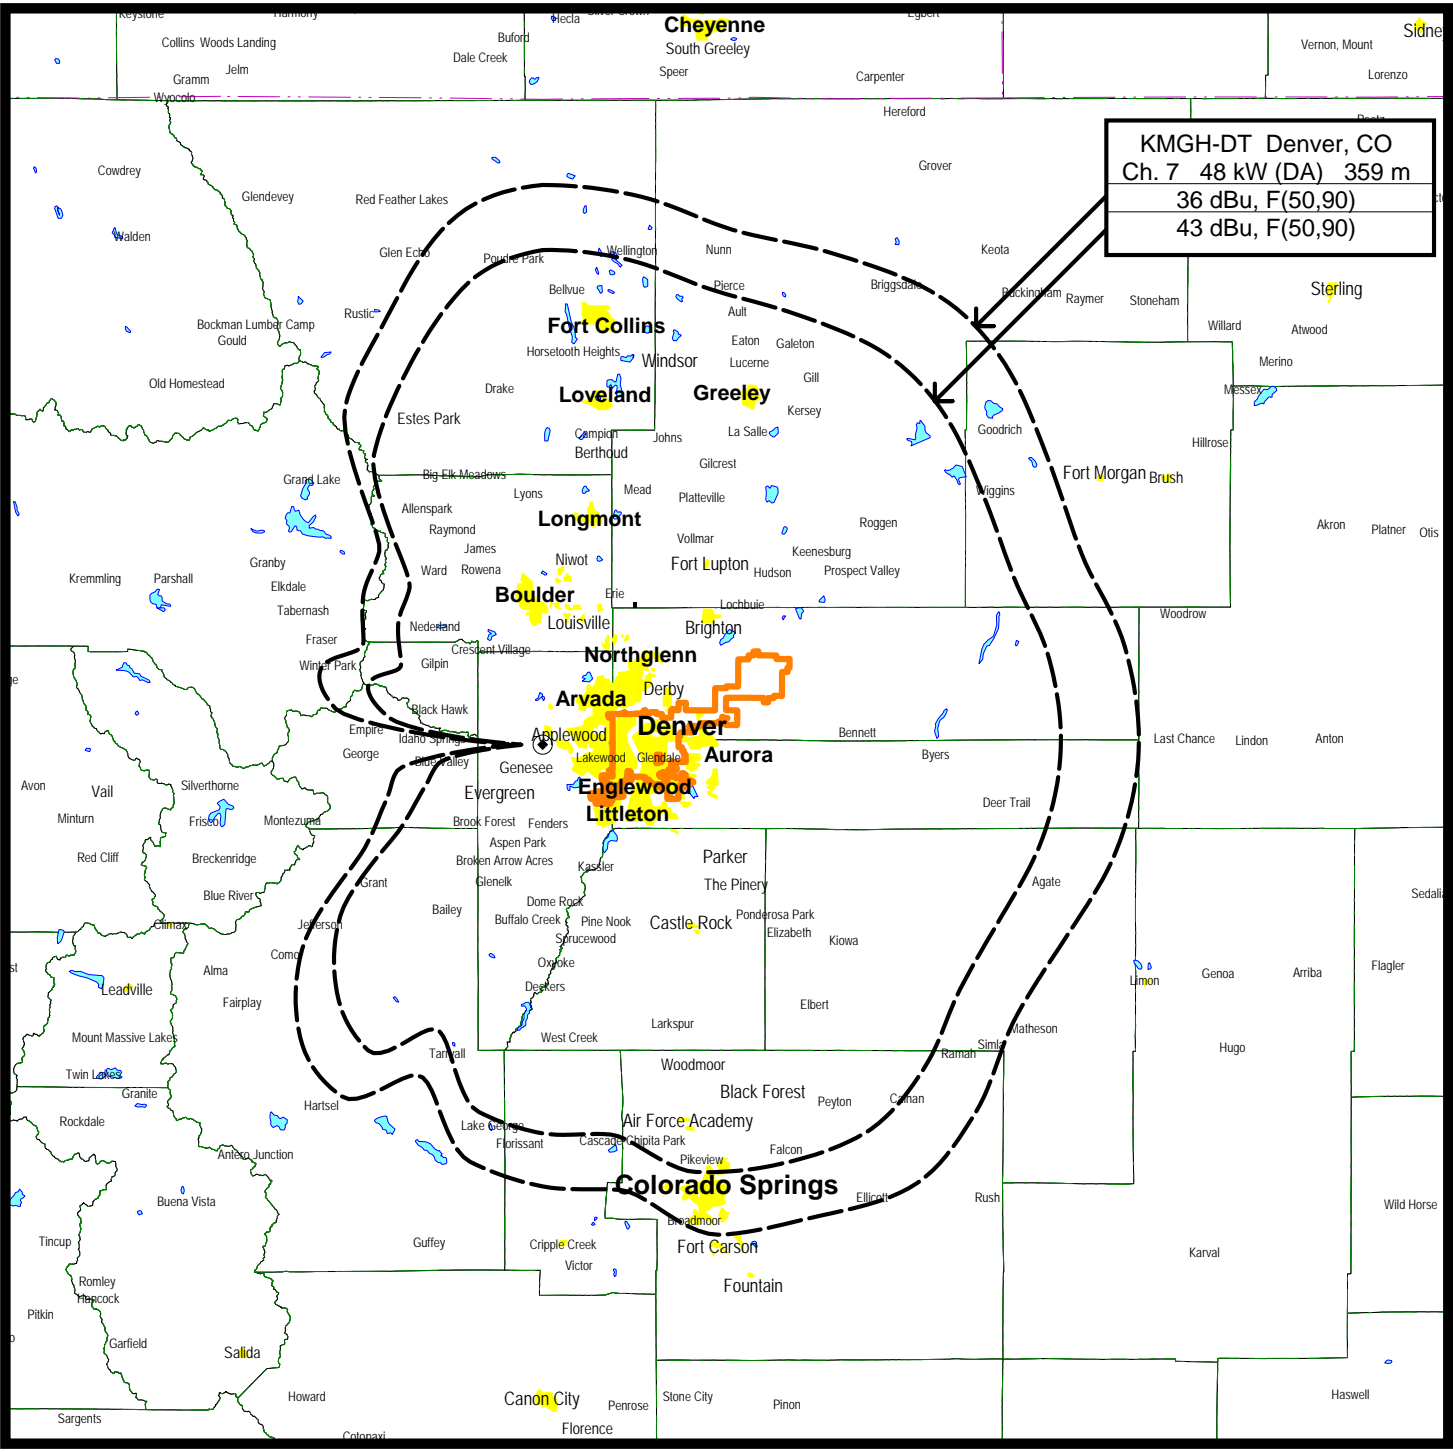 Keystone
Harmony
Hecla
Silver Crown
Egbert
Cheyenne
Sidne
Collins
Woods Landing
Buford
South Greeley
Vernon, Mount
Dale Creek
Jelm
Gramm
Speer
Carpenter
Lorenzo
Wyocolo
Hereford
KMGH-DT Denver, CO
Ch. 7 48 kW (DA) 359 m
36 dBu, F(50,90)
43 dBu, F(50,90)
Cowdrey
Grover
Glendevey
Red Feather Lakes
Walden
Glen Echo
Poudre Park
Wellington
Nunn
Keota
Bellvue
Pierce
Briggsdale
Buckingham
Raymer
Stoneham
Sterling
Rustic
Ault
Bockman Lumber Camp
Gould
Fort Collins
Willard
Atwood
Horsetooth Heights
Windsor
Eaton
Galeton
Lucerne
Merino
Old Homestead
Drake
Loveland
Greeley
Gill
Messex
Estes Park
Kersey
Campion
Johns
La Salle
Goodrich
Hillrose
Berthoud
Gilcrest
Grand Lake
Big Elk Meadows
Fort Morgan
Brush
Lyons
Mead
Platteville
Wiggins
Allenspark
Longmont
Raymond
Roggen
Akron
Platner
Otis
James
Vollmar
Keenesburg
Niwot
Fort Lupton
Granby
Ward
Rowena
Hudson
Prospect Valley
Kremmling
Parshall
Elkdale
Boulder
Erie
Lochbuie
Tabernash
Woodrow
Louisville
Brighton
Nederland
Fraser
Crescent Village
Northglenn
Winter Park
Gilpin
Derby
Arvada
Black Hawk
Denver
Empire
Idaho Springs
Applewood
Bennett
Last Chance
Lindon
Anton
George
Blue Valley
Genesee
Lakewood
Glendale
Aurora
Byers
Avon
Vail
Silverthorne
Evergreen
Englewood
Deer Trail
Minturn
Frisco
Montezuma
Brook Forest
Fenders
Littleton
Red Cliff
Breckenridge
Aspen Park
Broken Arrow Acres
Kassler
Parker
Grant
Glenelk
The Pinery
Agate
Blue River
Sedali
Bailey
Dome Rock
Buffalo Creek
Pine Nook
Castle Rock
Ponderosa Park
Climax
Jefferson
Sprucewood
Elizabeth
Kiowa
Como
Oxyoke
st
Alma
Genoa
Arriba
Flagler
Leadville
Deckers
Limon
Fairplay
Elbert
Mount Massive Lakes
West Creek
Larkspur
Matheson
Tarryall
Simla
Hugo
Twin Lakes
Woodmoor
Ramah
Granite
Black Forest
Hartsel
Peyton
Calhan
Rockdale
Lake George
Air Force Academy
Florissant
Cascade-Chipita Park
Antero Junction
Pikeview
Falcon
Colorado Springs
Buena Vista
Ellicott
Rush
Wild Horse
Broadmoor
Tincup
Guffey
Cripple Creek
Fort Carson
Karval
Victor
Romley
Hancock
Fountain
Pitkin
Garfield
Salida
Howard
Canon City
Penrose
Stone City
Pinon
Haswell
Sargents
Florence
Cotopaxi